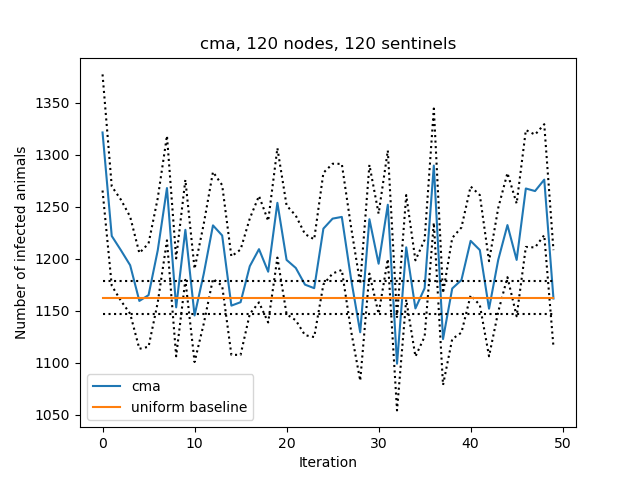 cma, 120 nodes, 120 sentinels
1350
1300
1250
1200
1150
1100
1050
Number of infected animals
cma
uniform baseline
0
10
20
30
40
50
Iteration